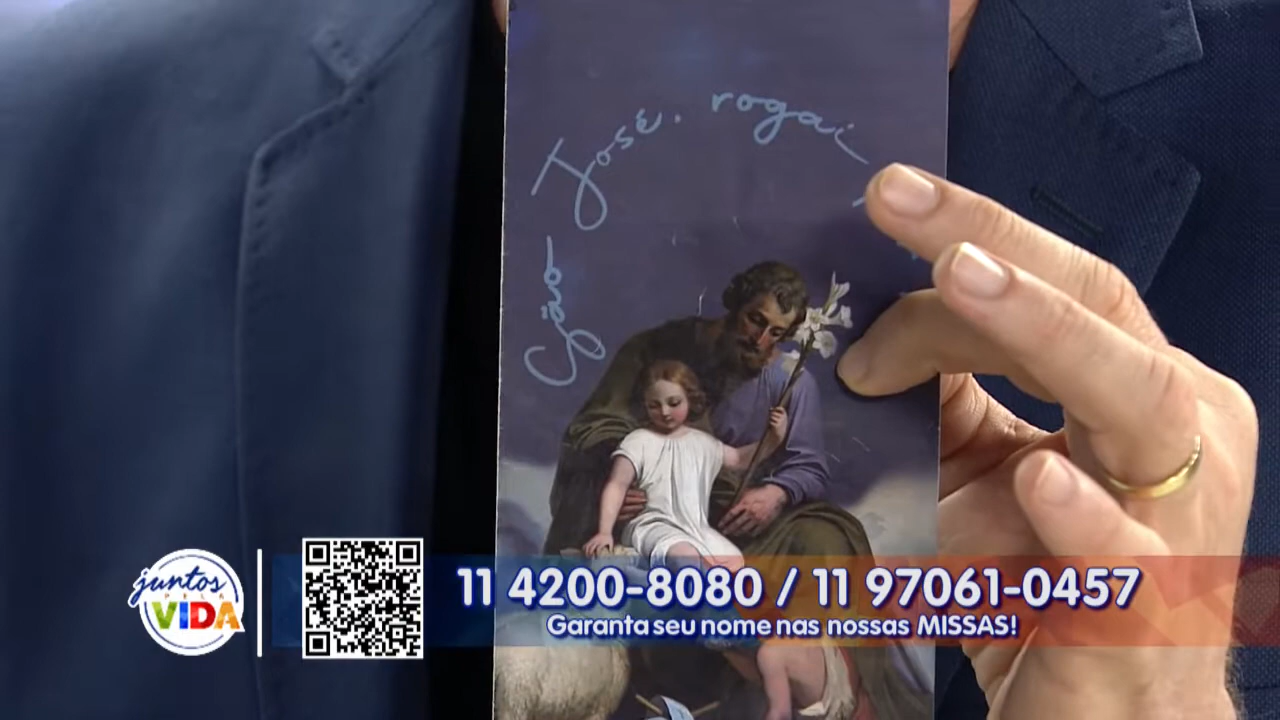 São José, rogai
juntos
PELA
VIDA
11 4200-8080 / 11 97061-0457
Garanta seu nome nas nossas MISSAS!